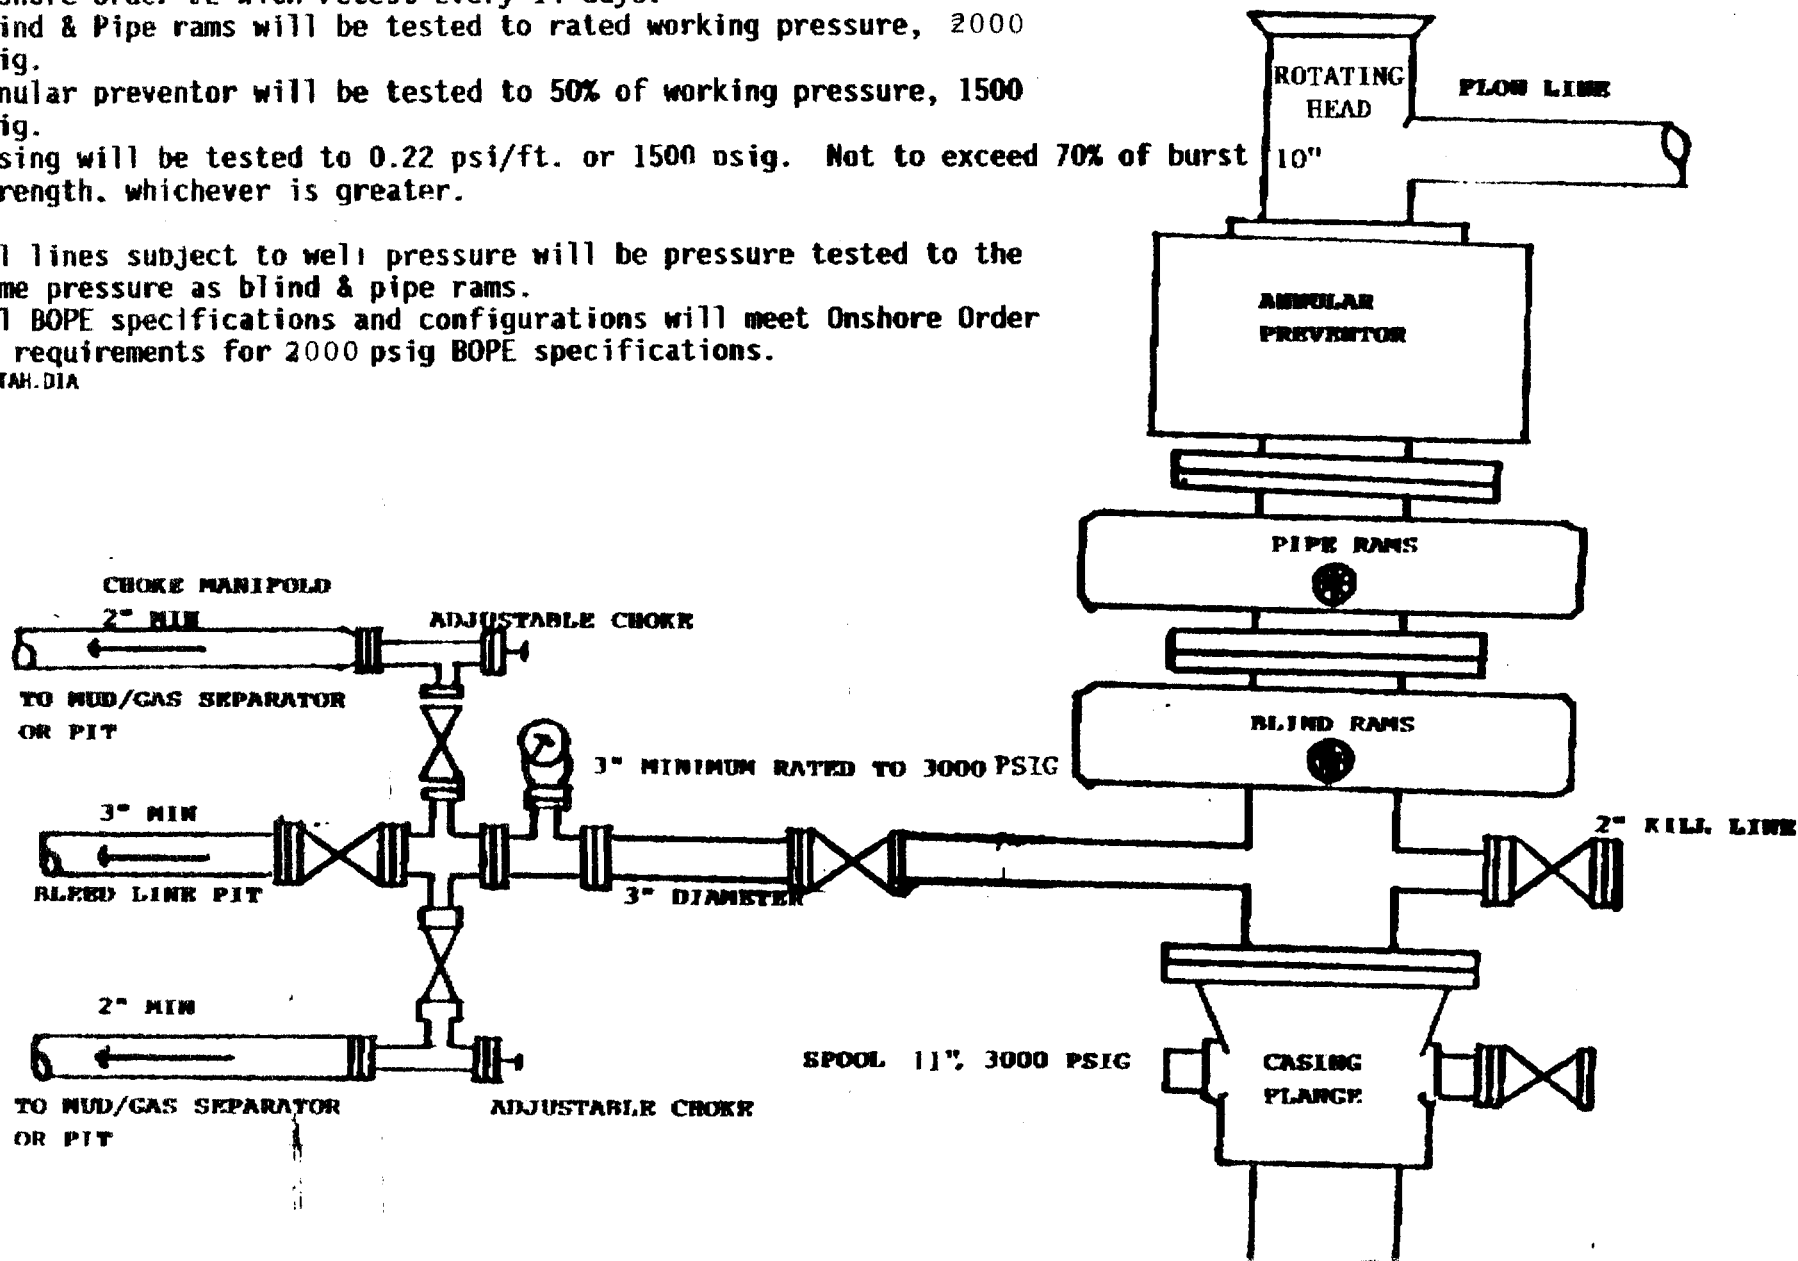 ind & Pipe rams will be tested to rated working pressure, 2000
ig.
nular preventor will be tested to 50% of working pressure, 1500
ig.
sing will be tested to 0.22 psi/ft. or 1500 psig. Not to exceed 70% of burst
rength. whichever is greater.
l lines subject to well pressure will be pressure tested to the
me pressure as blind & pipe rams.
l BOPE specifications and configurations will meet Onshore Order
requirements for 2000 psig BOPE specifications.
TAH.DIA
ROTATING
HEAD
10"
FLOW LINE
ANNULAR
PREVENTOR
PIPE RAMS
BLIND RAMS
CHOKE MANIFOLD
2" MIN
ADJUSTABLE CHOKE
TO MUD/GAS SEPARATOR
OR PIT
3" MINIMUM RATED TO 3000 PSIG
3" MIN
BLEED LINE PIT
3" DIAMETER
2" KILL LINE
2" MIN
SPOOL 11", 3000 PSIG
CASING
FLANGE
TO MUD/GAS SEPARATOR
OR PIT
ADJUSTABLE CHOKE